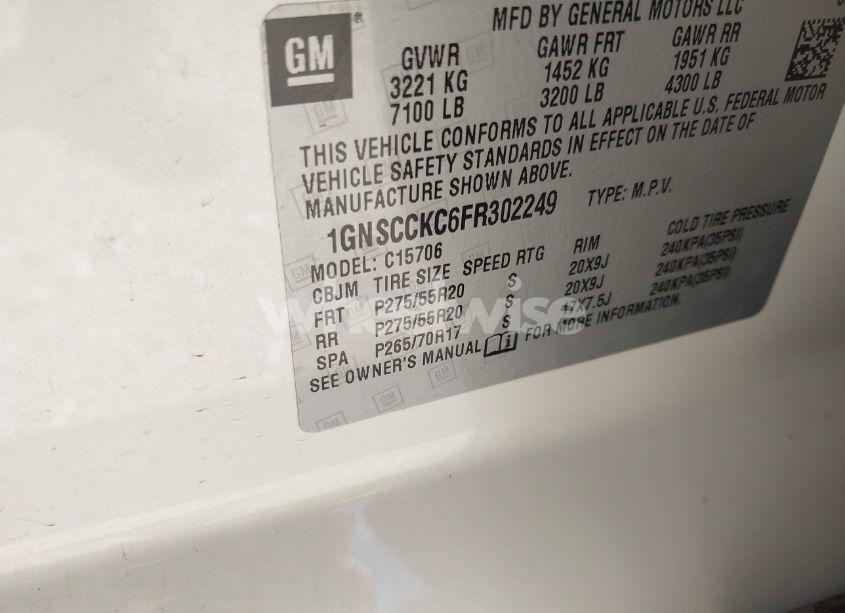 MFD BY GENERAL MOTORS LLC
GM
GVWR GAWR FRT GAWR RR
3221 KG 1452 KG 1951 KG
7100 LB 3200 LB 4300 LB
THIS VEHICLE CONFORMS TO ALL APPLICABLE U.S. FEDERAL MOTOR
VEHICLE SAFETY STANDARDS IN EFFECT ON THE DATE OF
MANUFACTURE SHOWN ABOVE.
1GNSCCKC6FR302249 TYPE: M.P.V.
MODEL: C15706
CBJM TIRE SIZE SPEED RTG RIM COLD TIRE PRESSURE
FRT P275/55R20 S 20X9J 240KPA(35PSI)
RR P275/55R20 S 20X9J 240KPA(35PSI)
SPA P265/70R17 S 17X7.5J 240KPA(35PSI)
SEE OWNER'S MANUAL FOR MORE INFORMATION.